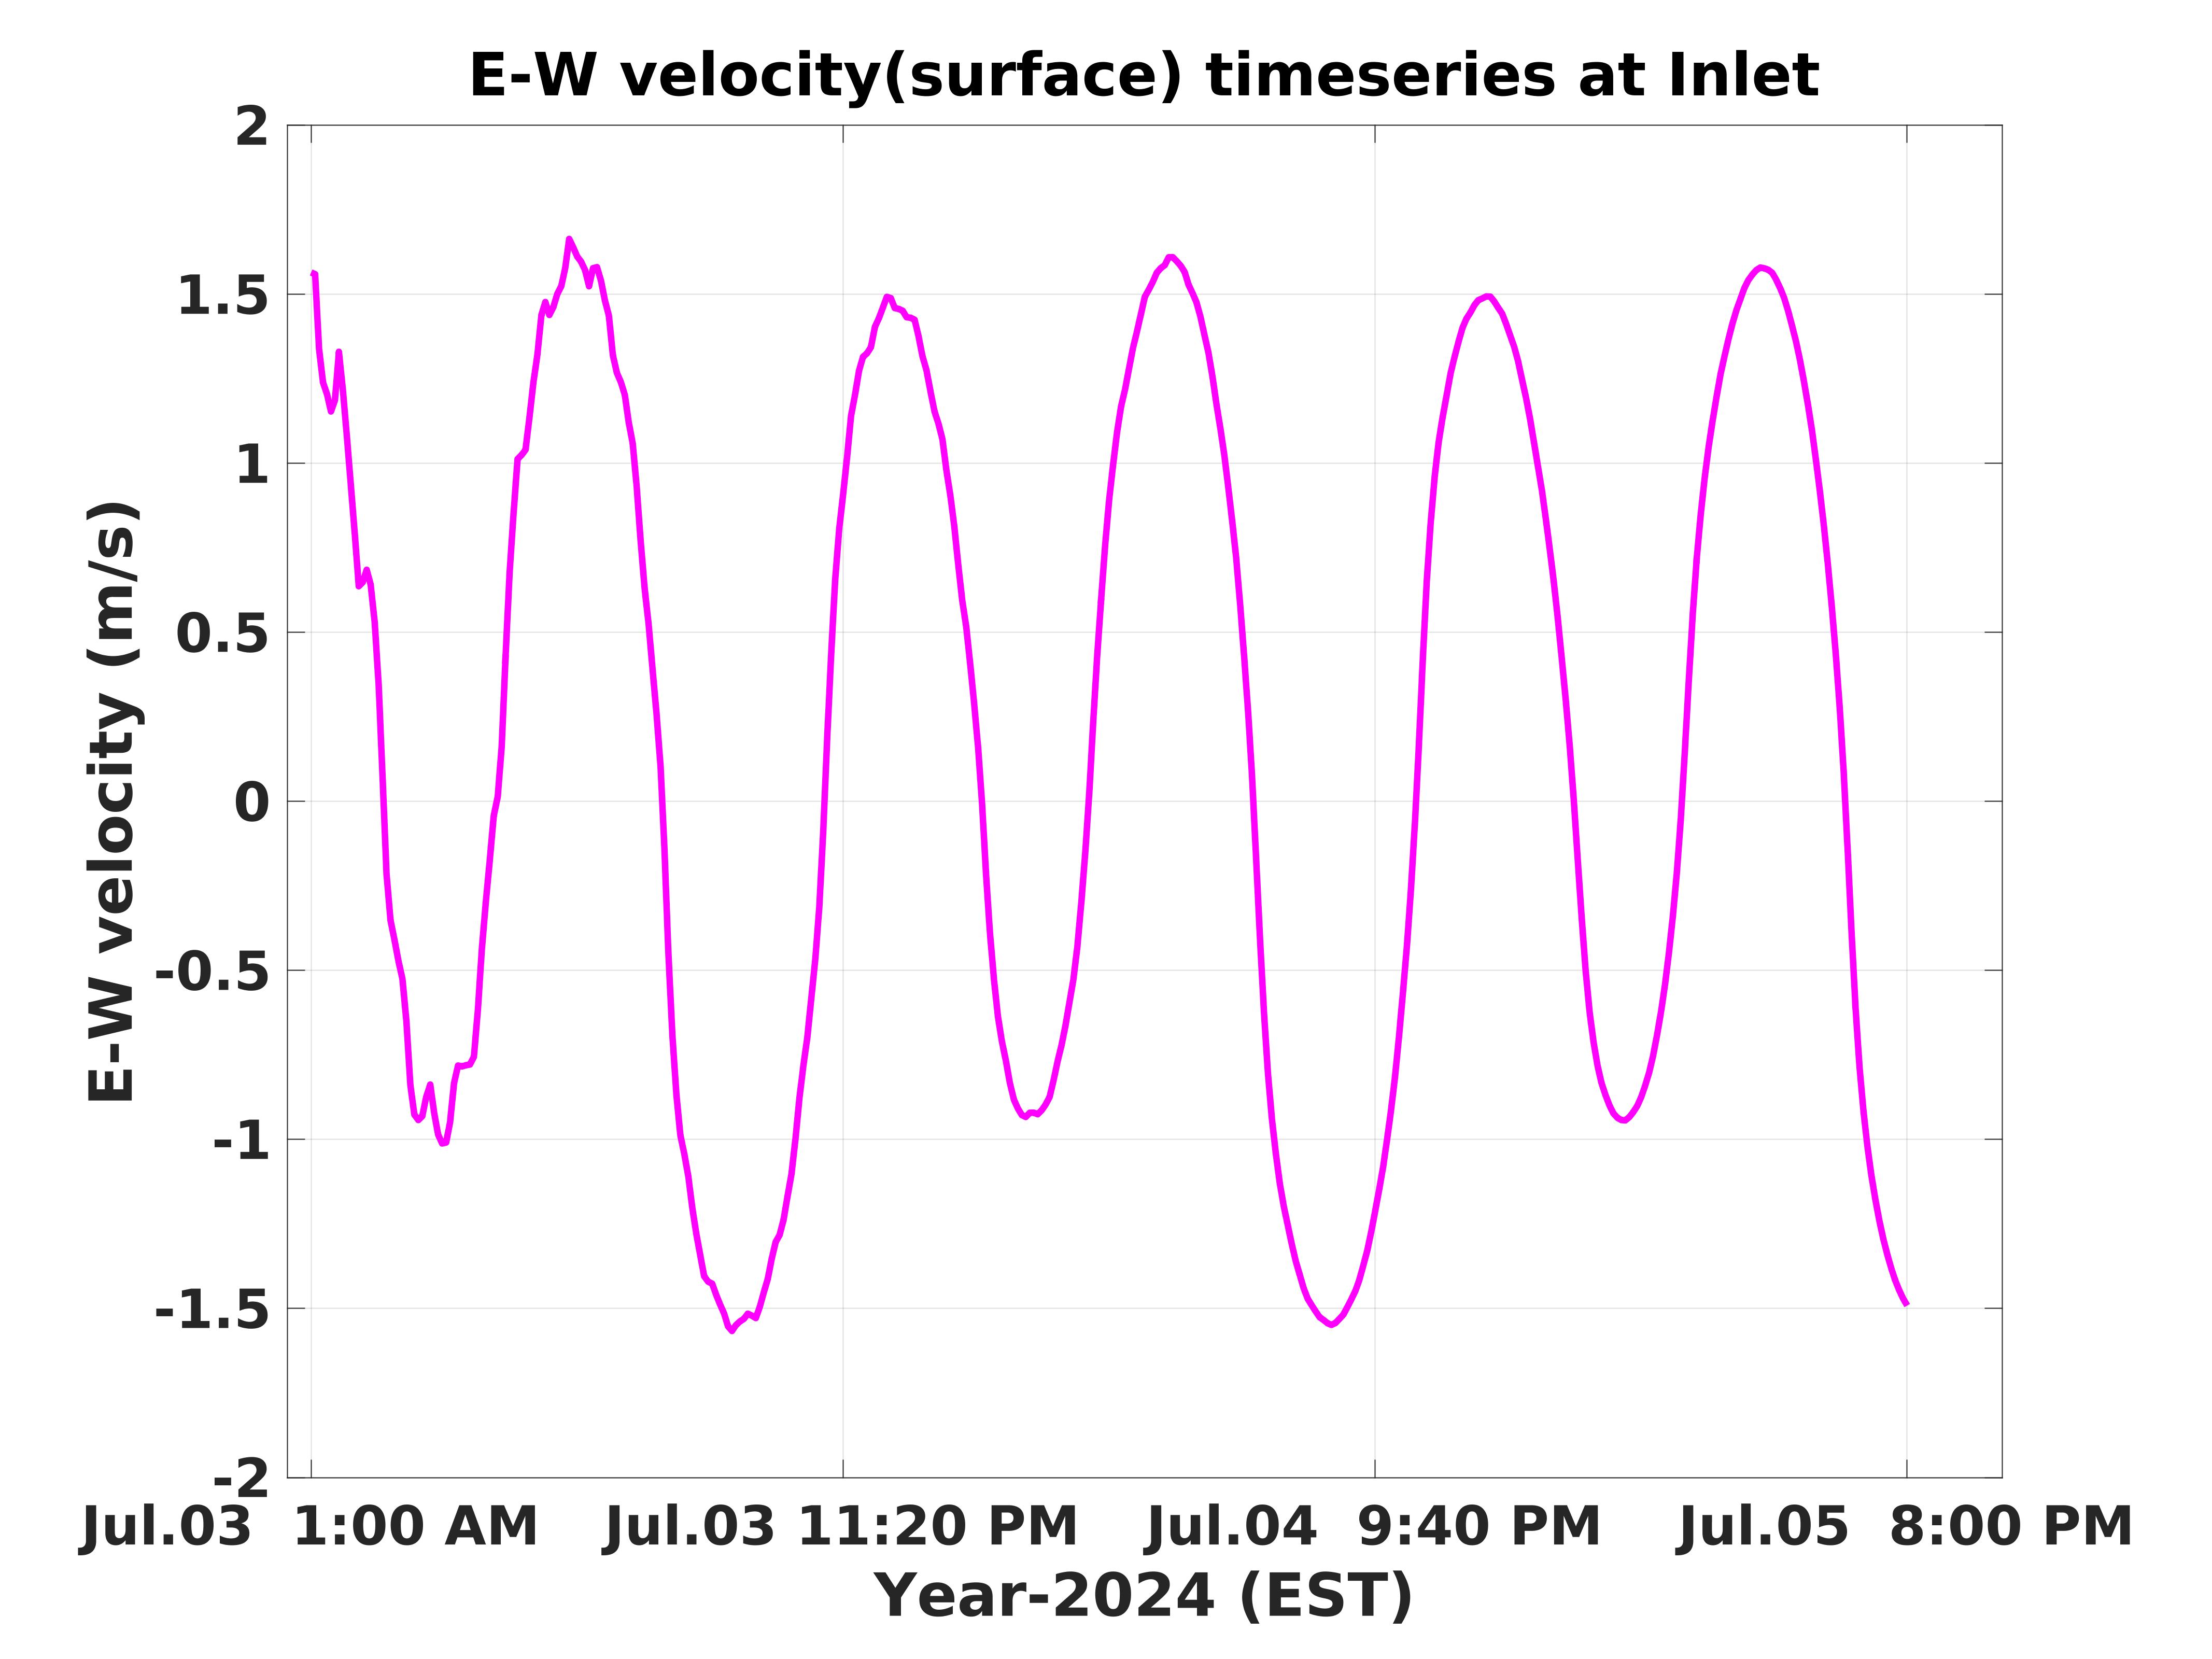 E-W velocity(surface) timeseries at Inlet
E-W velocity (m/s)
2
1.5
1
0.5
0
-0.5
-1
-1.5
-2
Jul.03 1:00 AM Jul.03 11:20 PM Jul.04 9:40 PM Jul.05 8:00 PM
Year-2024 (EST)